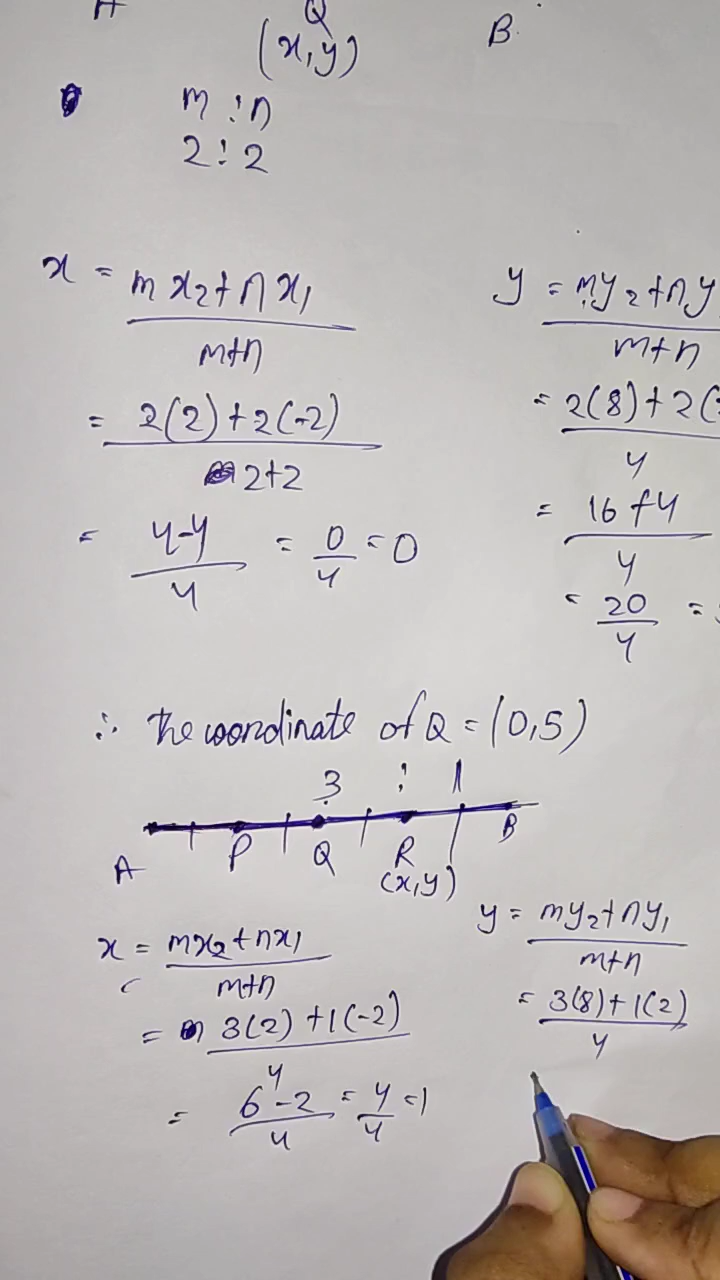 A Q B.
(x,y)
m : n
2 : 2
x = mx₂+nx₁ / m+n
= 2(2)+2(-2) / 2+2
= 4-4 / 4 = 0/4 = 0
y = my₂+ny / m+n
= 2(8)+2( / 4
= 16+4 / 4
= 20/4 =
∴ The coordinate of Q = (0,5)
3 : 1
A P Q R B
(x,y)
x = mx₂+nx₁ / m+n
= 3(2)+1(-2) / 4
= 6-2 / 4 = 4/4 = 1
y = my₂+ny₁ / m+n
= 3(8)+1(2) / 4